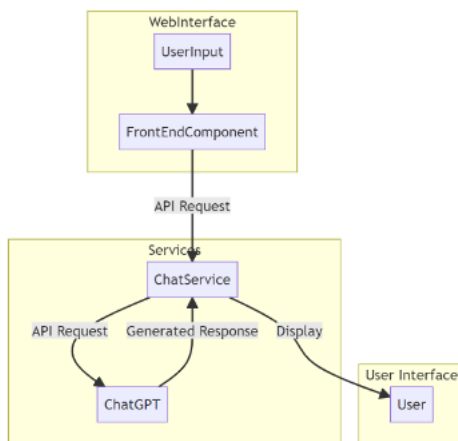 WebInterface
UserInput
FrontEndComponent
API Request
Services
ChatService
API Request
Generated Response
Display
ChatGPT
User Interface
User